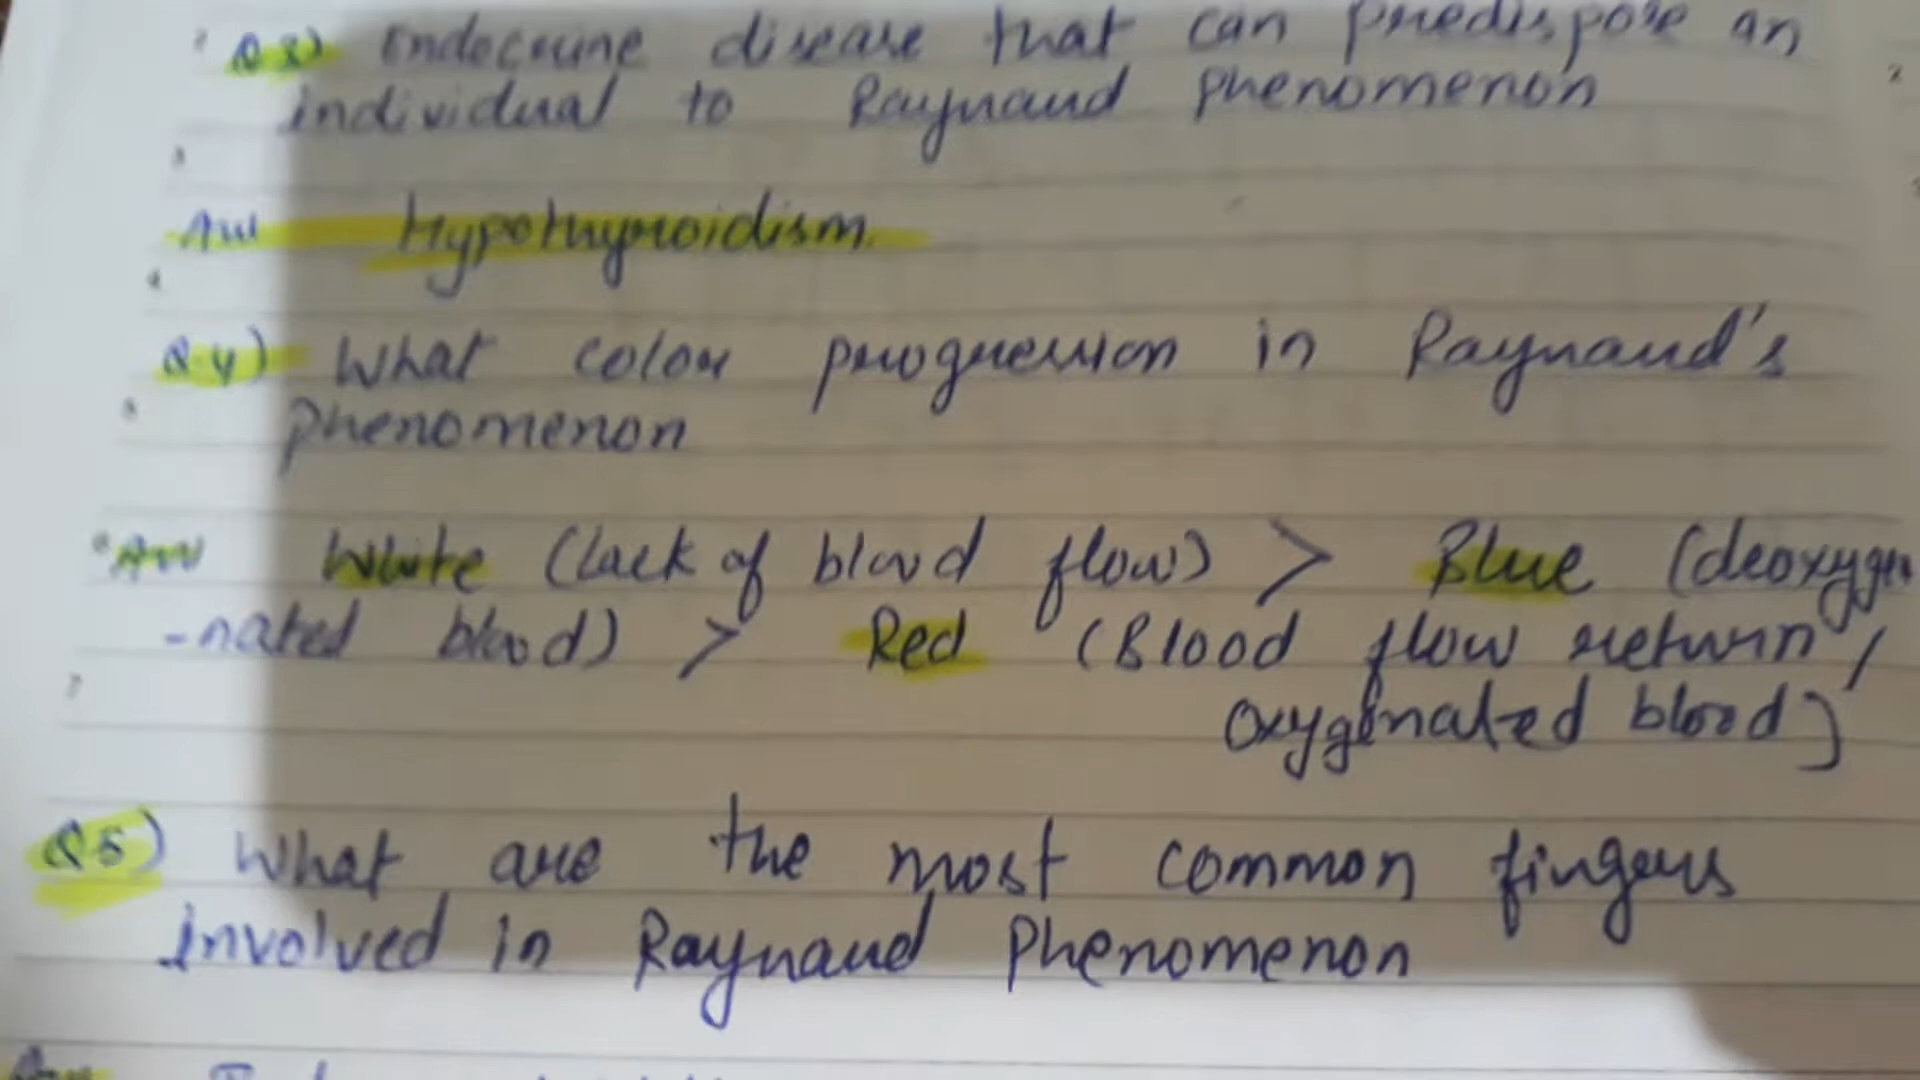 Q3) Endocrine disease that can predispose an
individual to Raynaud phenomenon
Ans Hypothyroidism.
Q4) What color progression in Raynaud's
phenomenon
Ans White (lack of blood flow) > Blue (deoxyge
-nated blood) > Red (Blood flow return,
oxygenated blood)
Q5) What are the most common fingers
involved in Raynaud Phenomenon
Ans